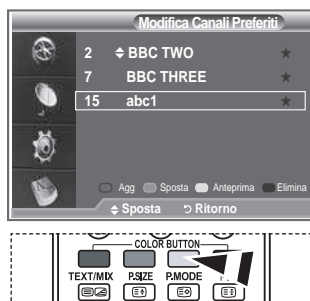 Modifica Canali Preferiti
2 BBC TWO
7 BBC THREE
15 abc1
Agg Sposta Anteprima Elimina
Sposta Ritorno
COLOR BUTTON
TEXT/MIX P.SIZE P.MODE